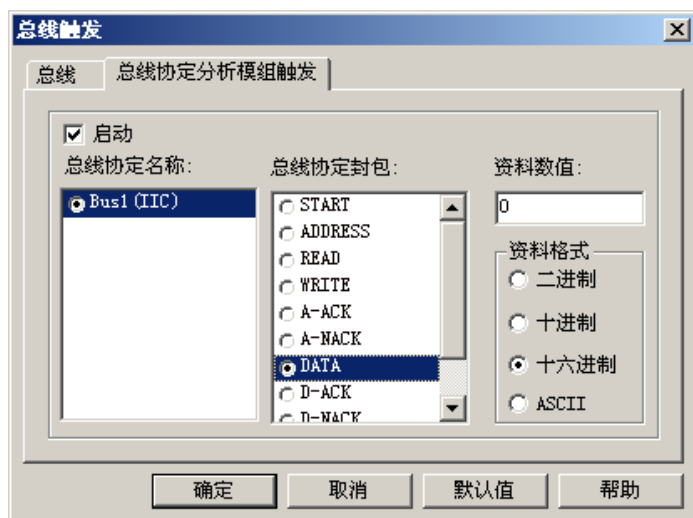 总线触发
总线
总线协定分析模组触发
启动
总线协定名称:
总线协定封包:
资料数值:
Bus1(IIC)
START
ADDRESS
READ
WRITE
A-ACK
A-NACK
DATA
D-ACK
D-NACK
0
资料格式
二进制
十进制
十六进制
ASCII
确定
取消
默认值
帮助